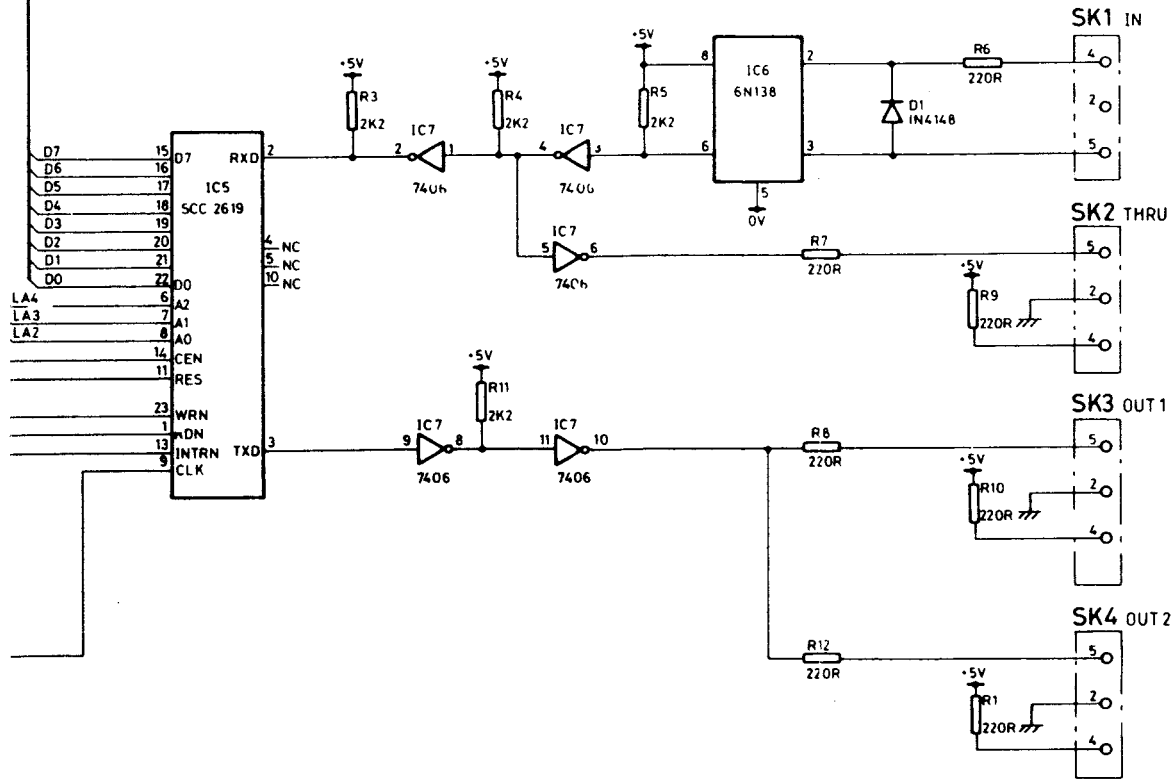 SK1 IN
+5V
8
IC6
6N138
2
R6
220R
4
+5V
R3
2K2
+5V
R4
2K2
R5
2K2
D1
IN4148
2
IC7
2
1
7406
IC7
4
3
7406
6
3
5
5
0V
D7
D6
D5
D4
D3
D2
D1
D0
LA4
LA3
LA2
15
16
17
18
19
20
21
22
6
7
8
14
11
23
1
13
9
D7
RXD
2
IC5
SCC 2619
4 NC
5 NC
10 NC
D0
A2
A1
A0
CEN
RES
WRN
INTRN
CLK
TXD
3
SK2 THRU
IC7
5
6
7406
R7
220R
5
R9
220R
+5V
2
4
+5V
R11
2K2
IC7
9
8
7406
IC7
11
10
7406
SK3 OUT1
R8
220R
5
+5V
R10
220R
2
4
SK4 OUT2
R12
220R
5
+5V
R1
220R
2
4